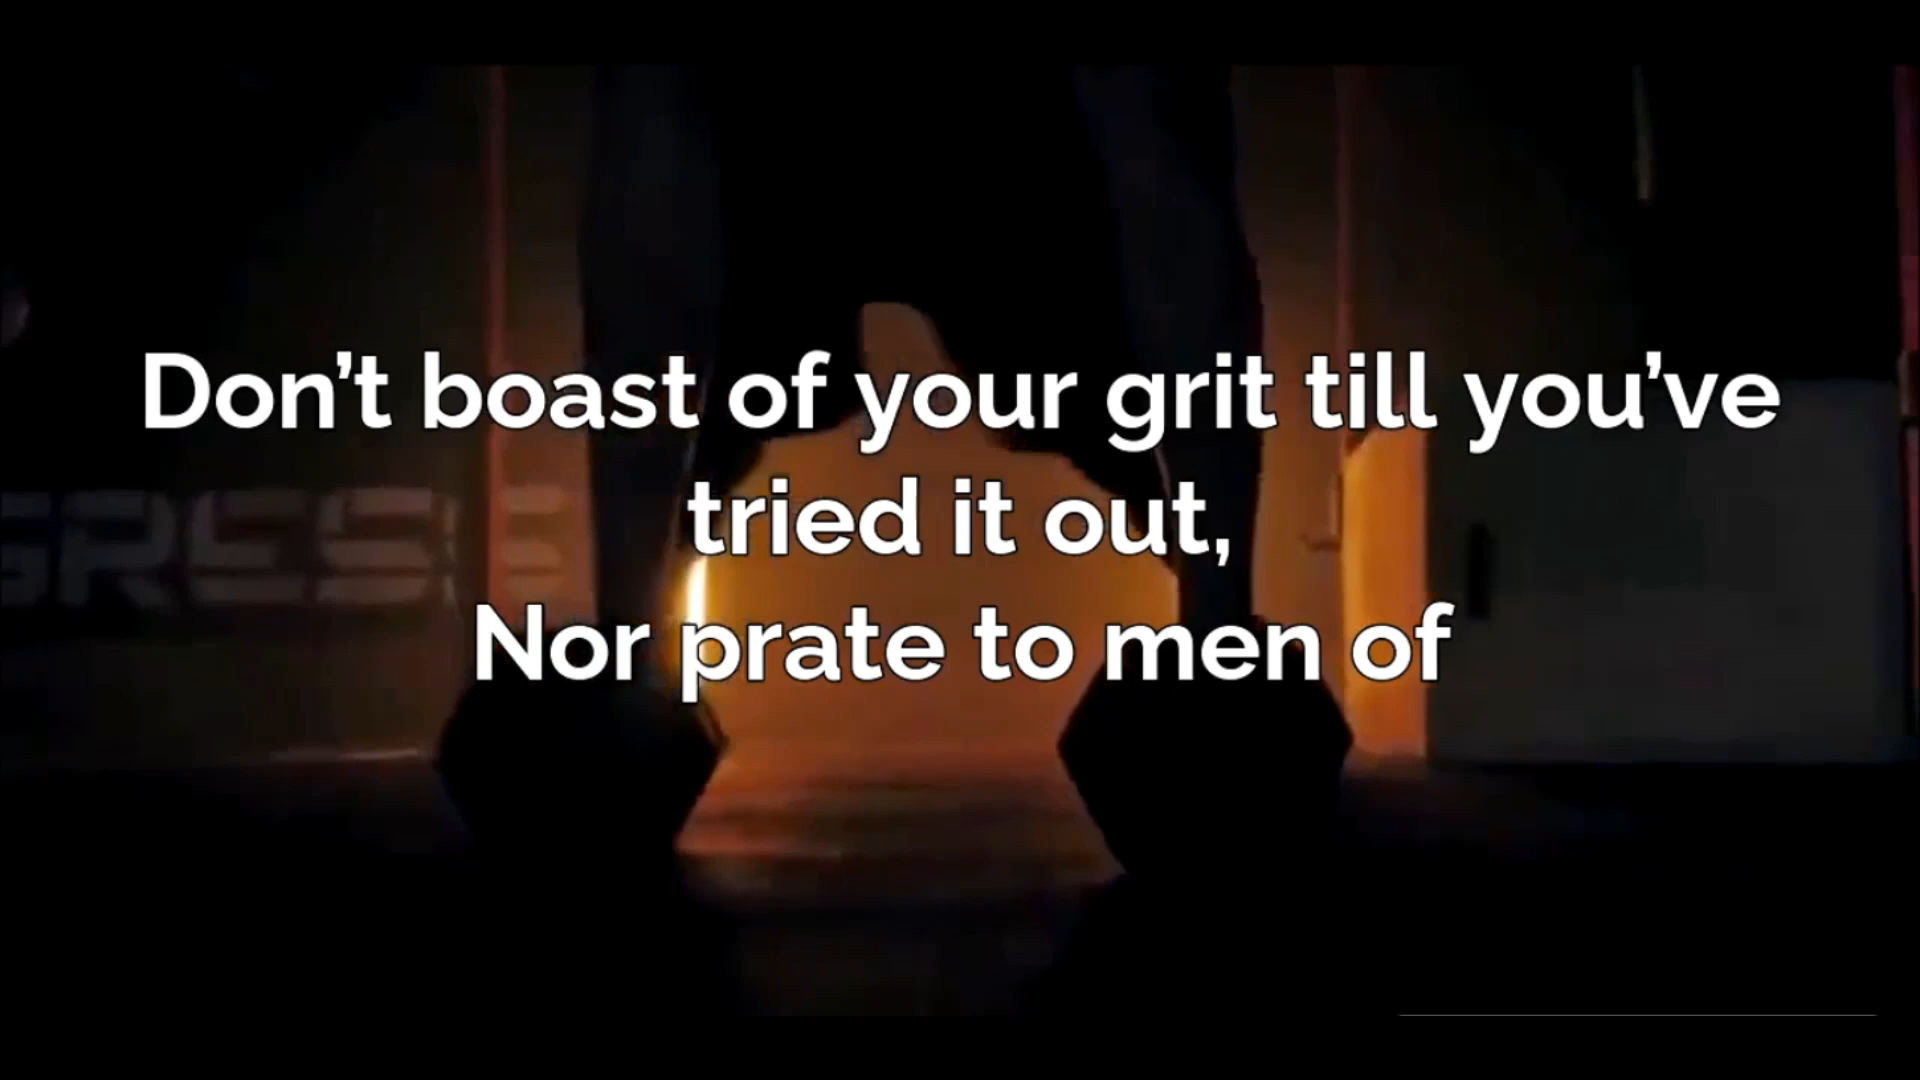 Don’t boast of your grit till you’ve
tried it out,
Nor prate to men of